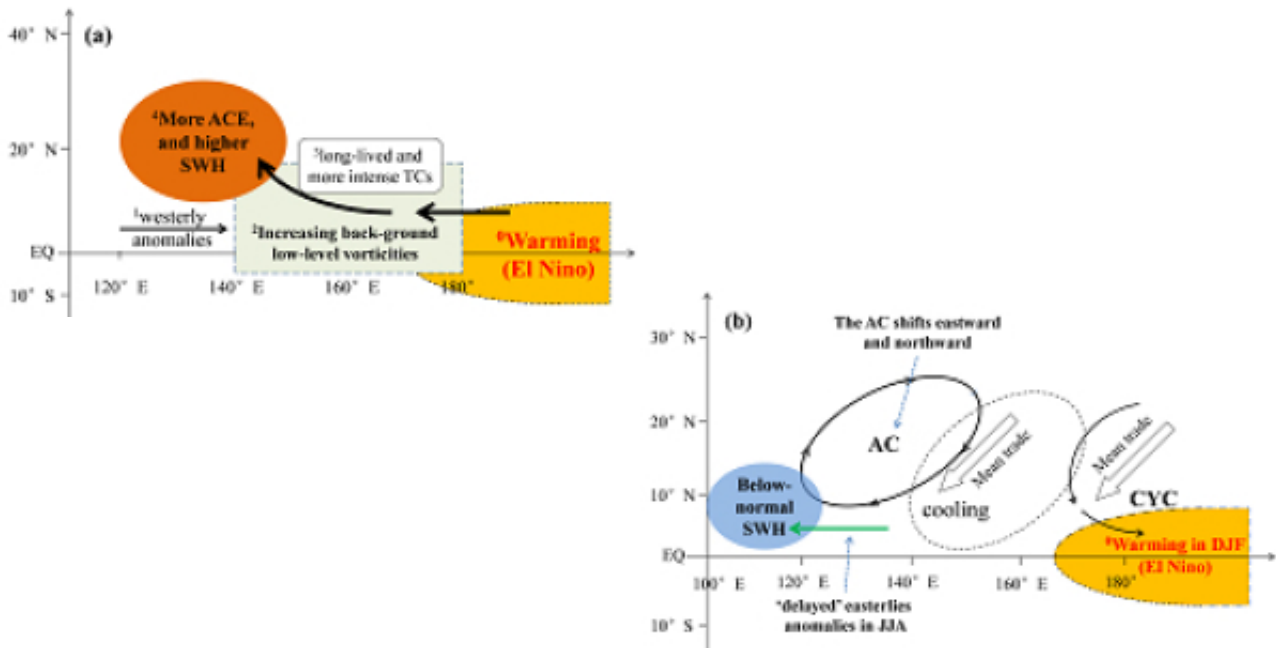 (a)
40° N
20° N
EQ
10° S
120° E
140° E
160° E
180°
⁴More ACE,
and higher
SWH
³long-lived and
more intense TCs
¹westerly
anomalies
²Increasing back-ground
low-level vorticities
⁰Warming
(El Nino)
(b)
30° N
20° N
10° N
EQ
10° S
100° E
120° E
140° E
160° E
180°
The AC shifts eastward
and northward
AC
Mean trade
Mean trade
cooling
CYC
Below-
normal
SWH
⁰Warming in DJF
(El Nino)
"delayed" easterlies
anomalies in JJA